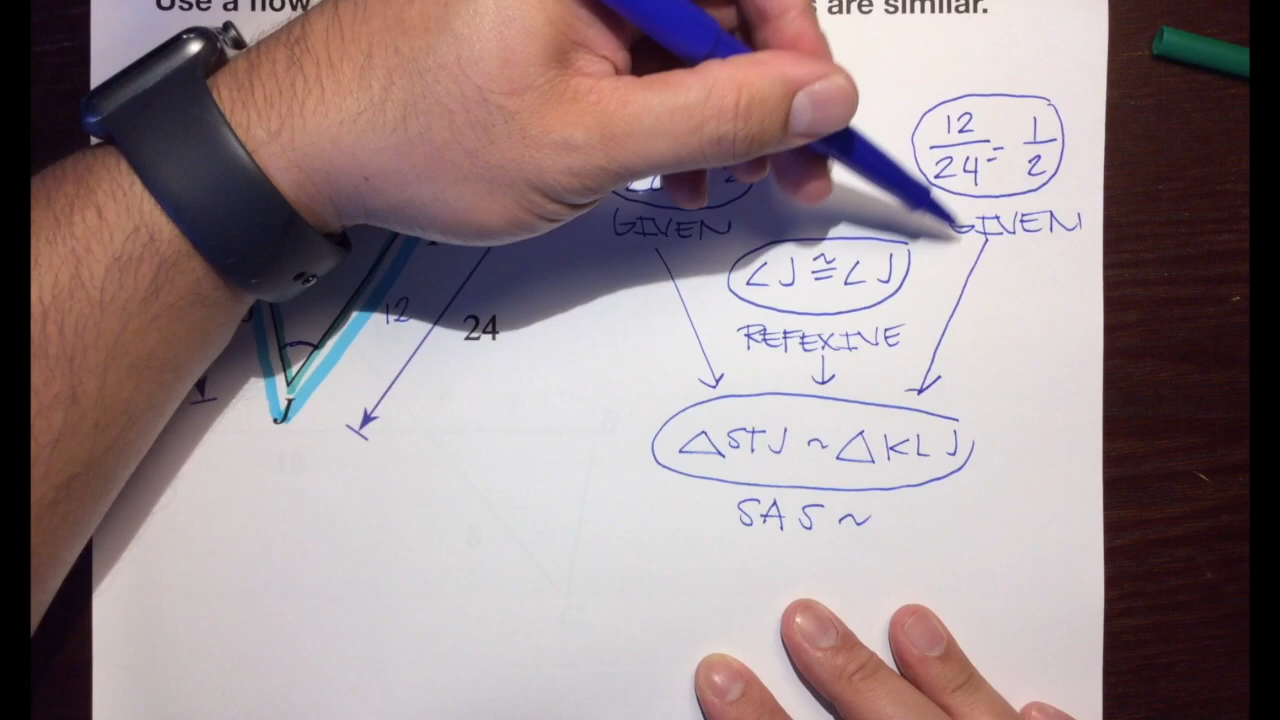 Use a flow
are similar.
12/24 = 1/2
GIVEN
GIVEN
∠J ≅ ∠J
REFEXIVE
12
24
J
△STJ ~ △KLJ
SAS ~